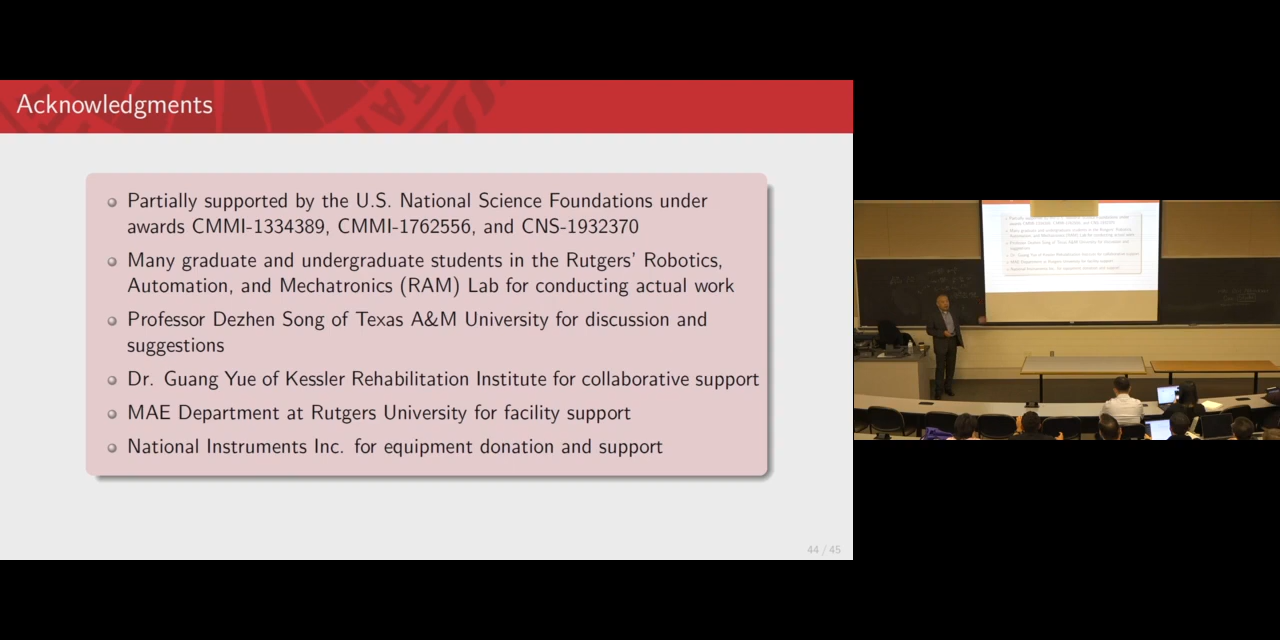 Acknowledgments
Partially supported by the U.S. National Science Foundations under
awards CMMI-1334389, CMMI-1762556, and CNS-1932370
Many graduate and undergraduate students in the Rutgers' Robotics,
Automation, and Mechatronics (RAM) Lab for conducting actual work
Professor Dezhen Song of Texas A&M University for discussion and
suggestions
Dr. Guang Yue of Kessler Rehabilitation Institute for collaborative support
MAE Department at Rutgers University for facility support
National Instruments Inc. for equipment donation and support
44 / 45